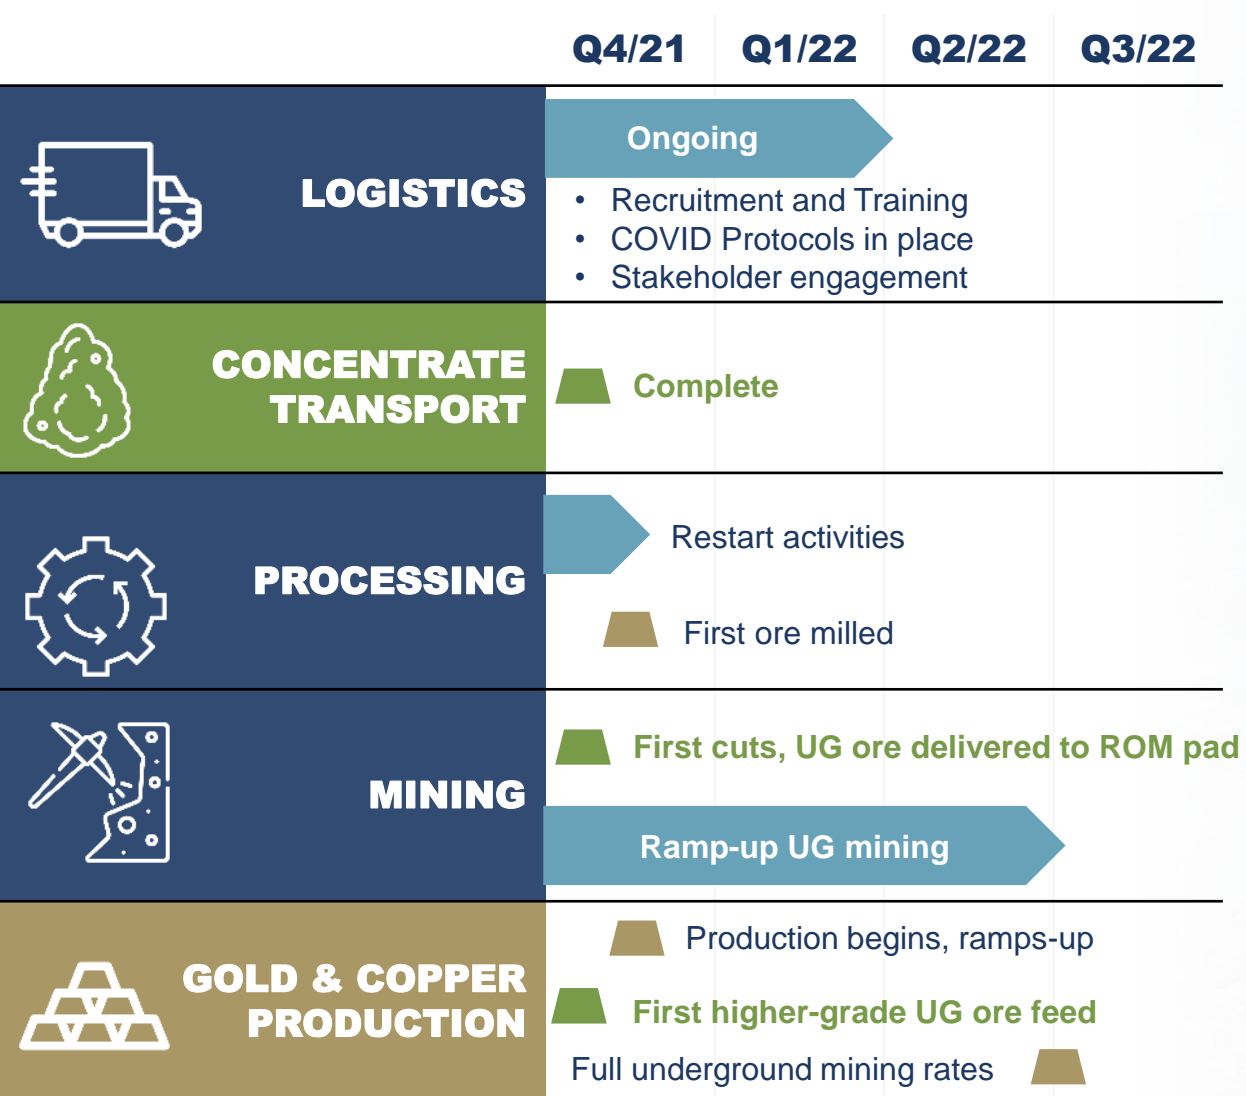 Q4/21 Q1/22 Q2/22 Q3/22
LOGISTICS
Ongoing
• Recruitment and Training
• COVID Protocols in place
• Stakeholder engagement
CONCENTRATE
TRANSPORT
Complete
PROCESSING
Restart activities
First ore milled
MINING
First cuts, UG ore delivered to ROM pad
Ramp-up UG mining
GOLD & COPPER
PRODUCTION
Production begins, ramps-up
First higher-grade UG ore feed
Full underground mining rates